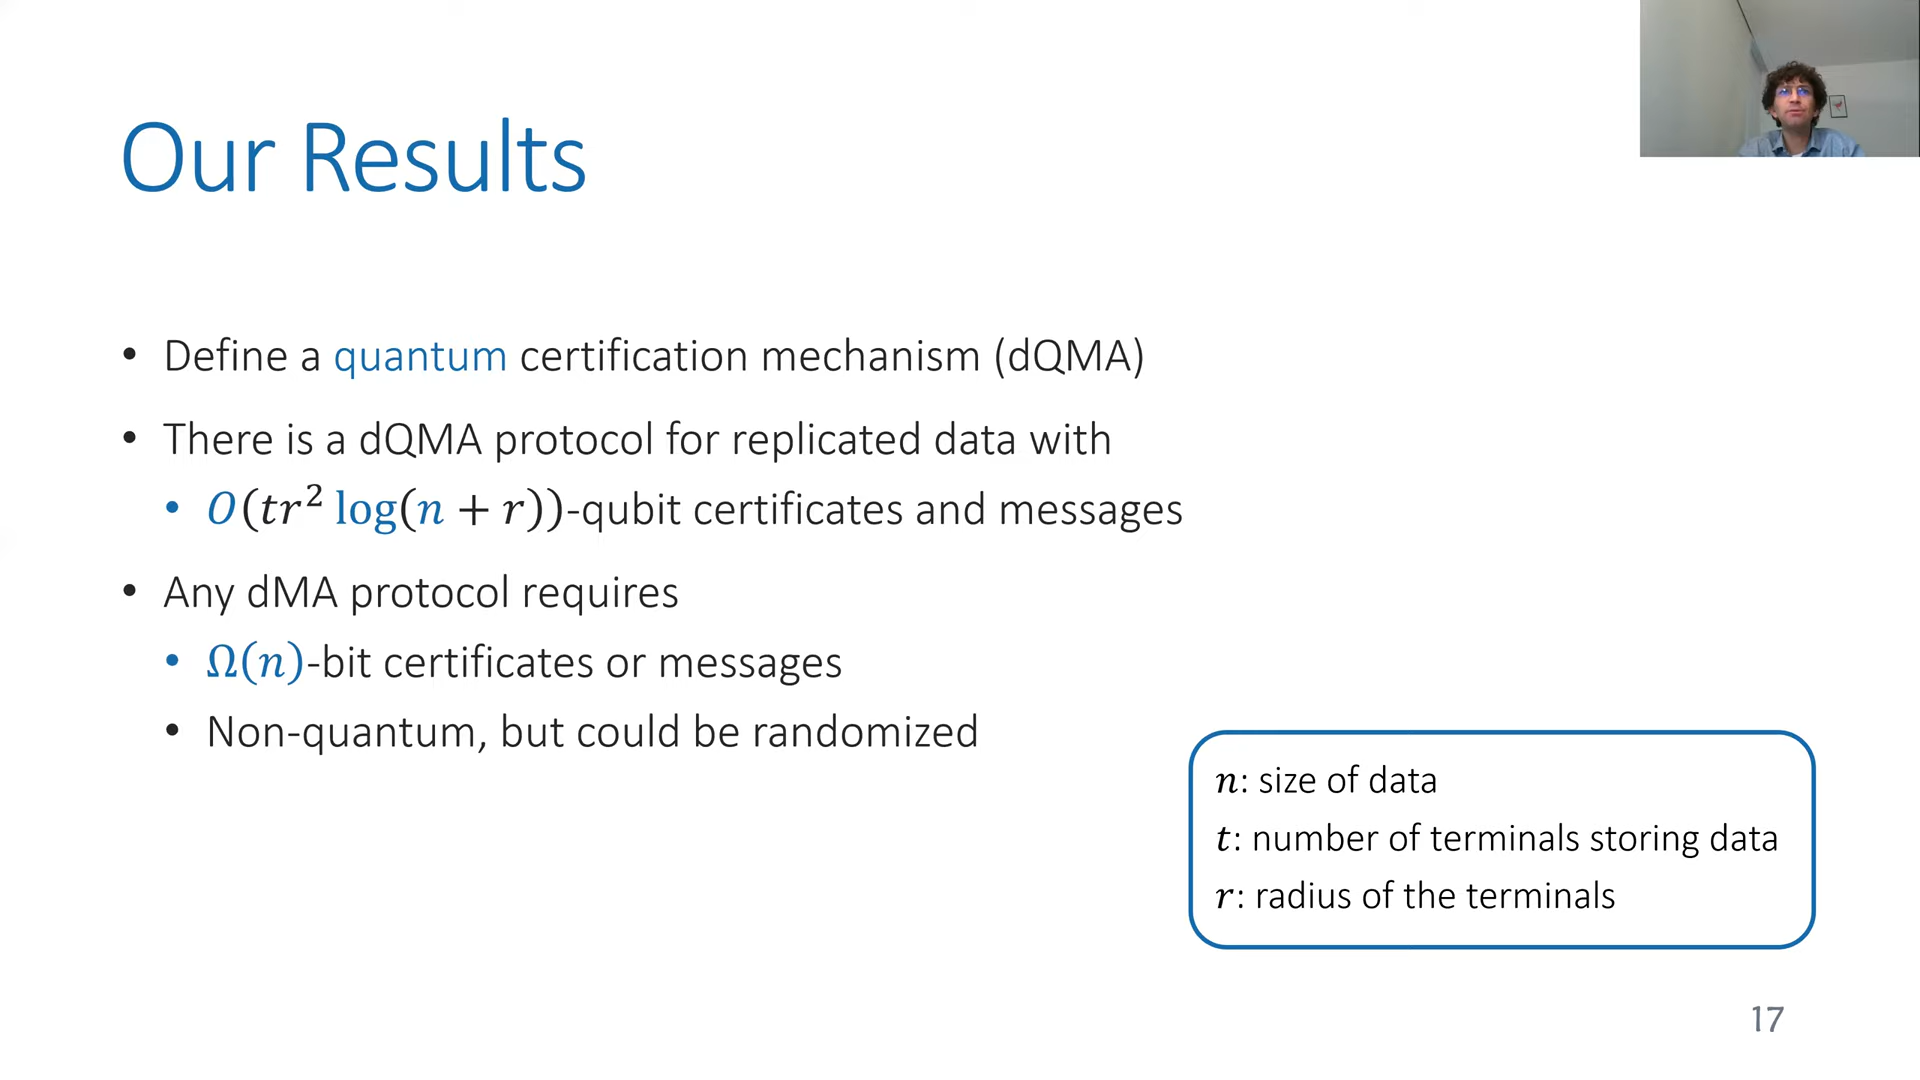 Our Results
• Define a quantum certification mechanism (dQMA)
• There is a dQMA protocol for replicated data with
• 𝑂(𝑡𝑟² log(𝑛 + 𝑟))-qubit certificates and messages
• Any dMA protocol requires
• Ω(𝑛)-bit certificates or messages
• Non-quantum, but could be randomized
𝑛: size of data
𝑡: number of terminals storing data
𝑟: radius of the terminals
17